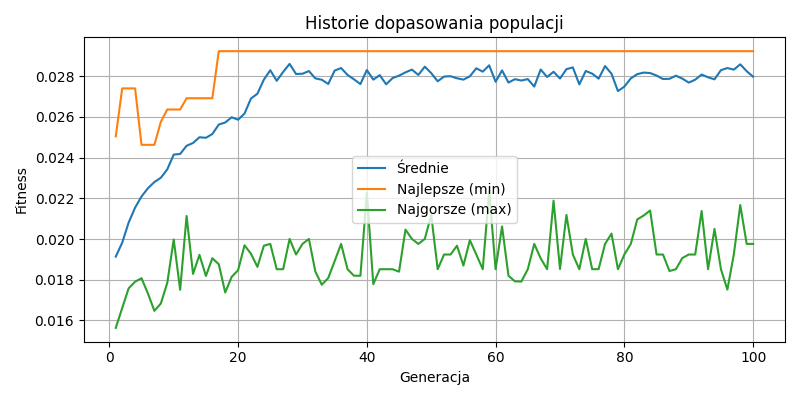 Historie dopasowania populacji
Fitness
0.028
0.026
0.024
0.022
0.020
0.018
0.016
Średnie
Najlepsze (min)
Najgorsze (max)
0 20 40 60 80 100
Generacja